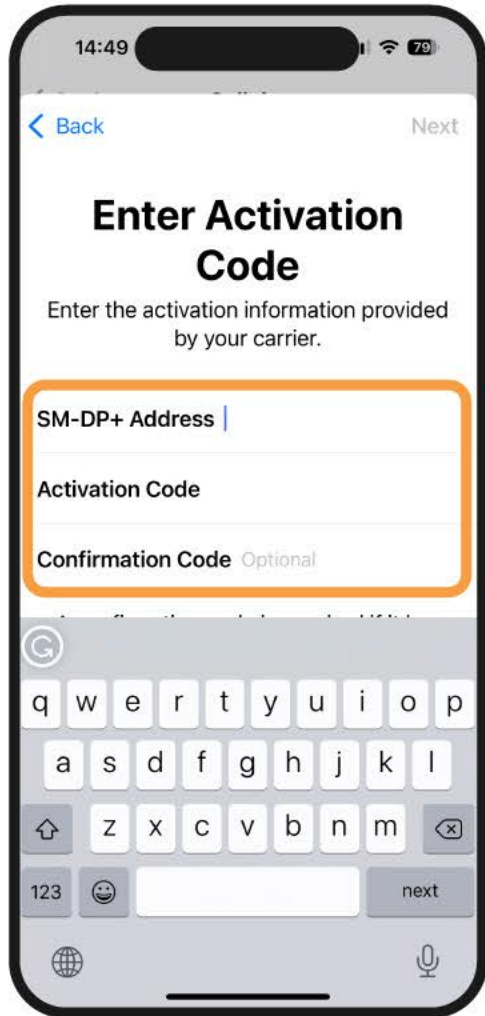 14:49 79
Back Next
Enter Activation
Code
Enter the activation information provided
by your carrier.
SM-DP+ Address
Activation Code
Confirmation Code Optional
q w e r t y u i o p
a s d f g h j k l
z x c v b n m
123 next